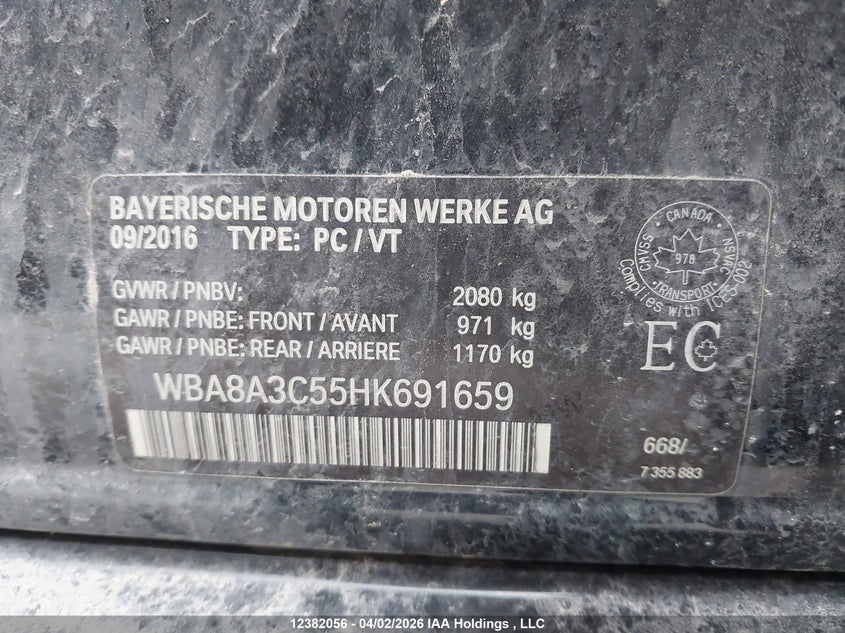 BAYERISCHE MOTOREN WERKE AG
09/2016 TYPE: PC / VT
GVWR / PNBV: 2080 kg
GAWR / PNBE: FRONT / AVANT 971 kg
GAWR / PNBE: REAR / ARRIERE 1170 kg
WBA8A3C55HK691659
CANADA
CMVSS
NSVAC
978
TRANSPORT
Complies with ICES-002
EC
668/
7 355 883
12382056 - 04/02/2026 IAA Holdings , LLC